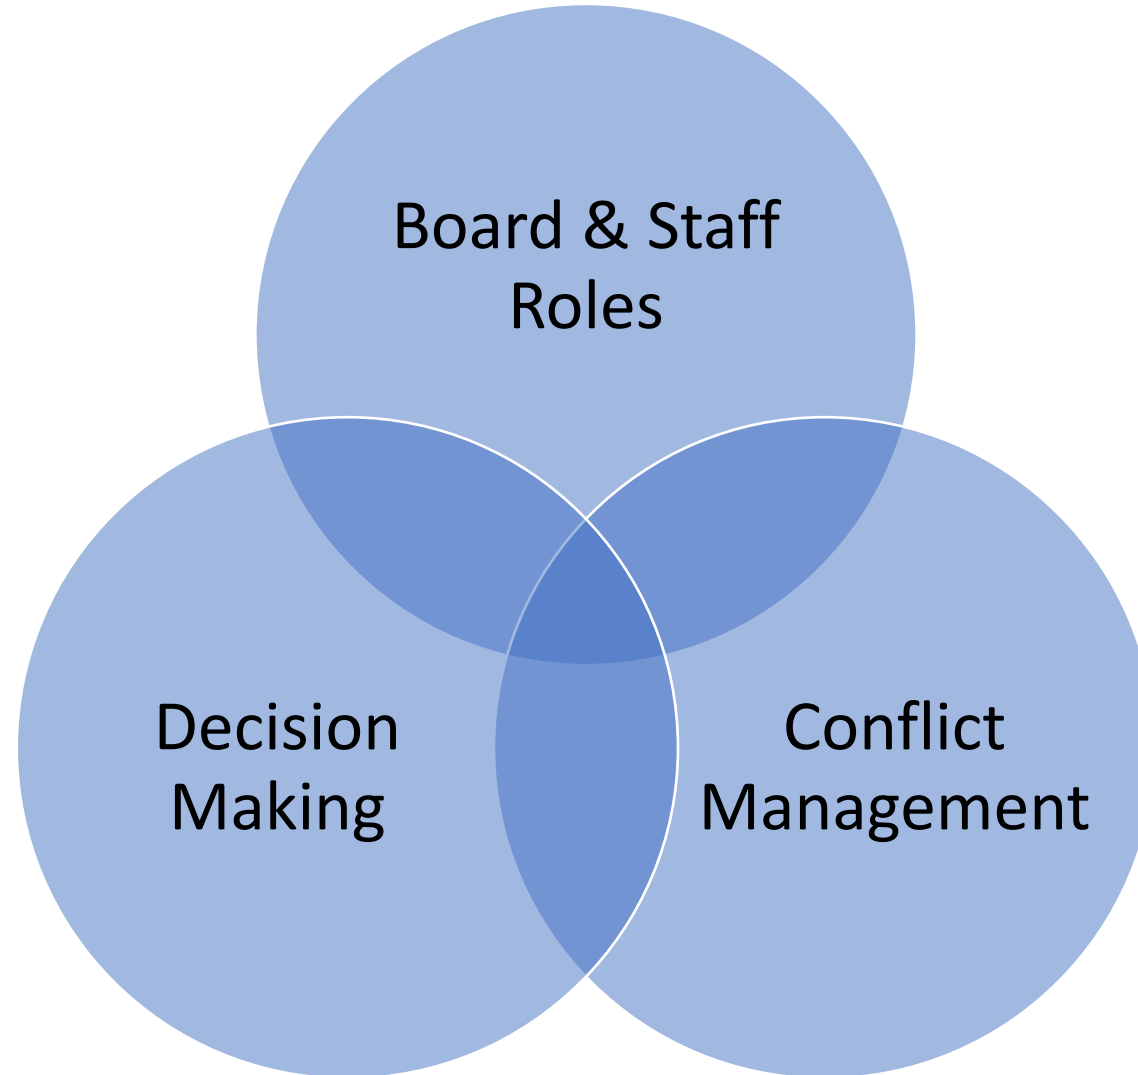 Board & Staff
Roles
Decision
Making
Conflict
Management